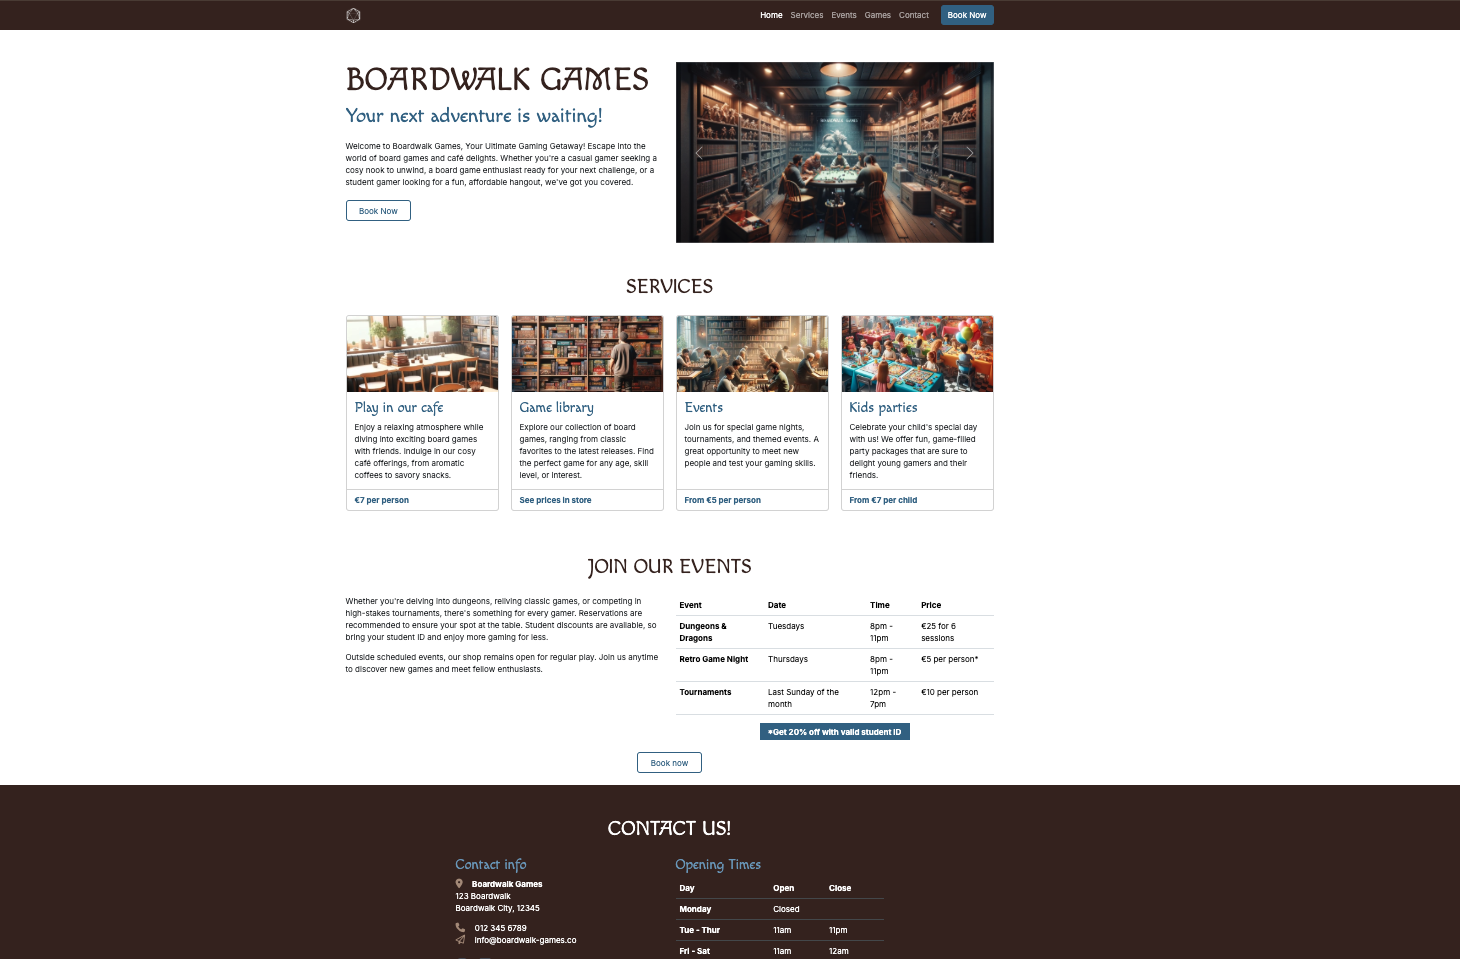 Home Services Events Games Contact Book Now
BOARDWALK GAMES
Your next adventure is waiting!
Welcome to Boardwalk Games, Your Ultimate Gaming Getaway! Escape into the
world of board games and café delights. Whether you're a casual gamer seeking a
cosy nook to unwind, a board game enthusiast ready for your next challenge, or a
student gamer looking for a fun, affordable hangout, we've got you covered.
Book Now
BOARDWALK GAMES
SERVICES
Play in our cafe
Enjoy a relaxing atmosphere while
diving into exciting board games
with friends. Indulge in our cosy
café offerings, from aromatic
coffees to savory snacks.
€7 per person
Game library
Explore our collection of board
games, ranging from classic
favorites to the latest releases. Find
the perfect game for any age, skill
level, or interest.
See prices in store
Events
Join us for special game nights,
tournaments, and themed events. A
great opportunity to meet new
people and test your gaming skills.
From €5 per person
Kids parties
Celebrate your child's special day
with us! We offer fun, game-filled
party packages that are sure to
delight young gamers and their
friends.
From €7 per child
JOIN OUR EVENTS
Whether you're delving into dungeons, reliving classic games, or competing in
high-stakes tournaments, there's something for every gamer. Reservations are
recommended to ensure your spot at the table. Student discounts are available, so
bring your student ID and enjoy more gaming for less.
Outside scheduled events, our shop remains open for regular play. Join us anytime
to discover new games and meet fellow enthusiasts.
Event Date Time Price
Dungeons & Tuesdays 8pm - €25 for 6
Dragons 11pm sessions
Retro Game Night Thursdays 8pm - €5 per person*
11pm
Tournaments Last Sunday of the 12pm - €10 per person
month 7pm
*Get 20% off with valid student ID
Book now
CONTACT US!
Contact info
Boardwalk Games
123 Boardwalk
Boardwalk City, 12345
012 345 6789
info@boardwalk-games.co
Opening Times
Day Open Close
Monday Closed
Tue - Thur 11am 11pm
Fri - Sat 11am 12am